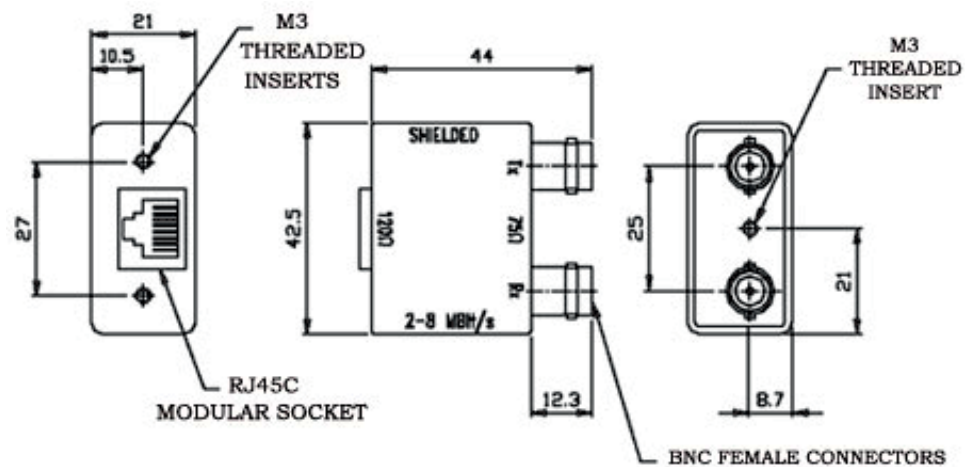 21
10.5
M3
THREADED
INSERTS
27
RJ45C
MODULAR SOCKET
44
42.5
SHIELDED
Tx
120Ω
75Ω
Rx
2-8 MBH/s
12.3
BNC FEMALE CONNECTORS
M3
THREADED
INSERT
25
21
8.7